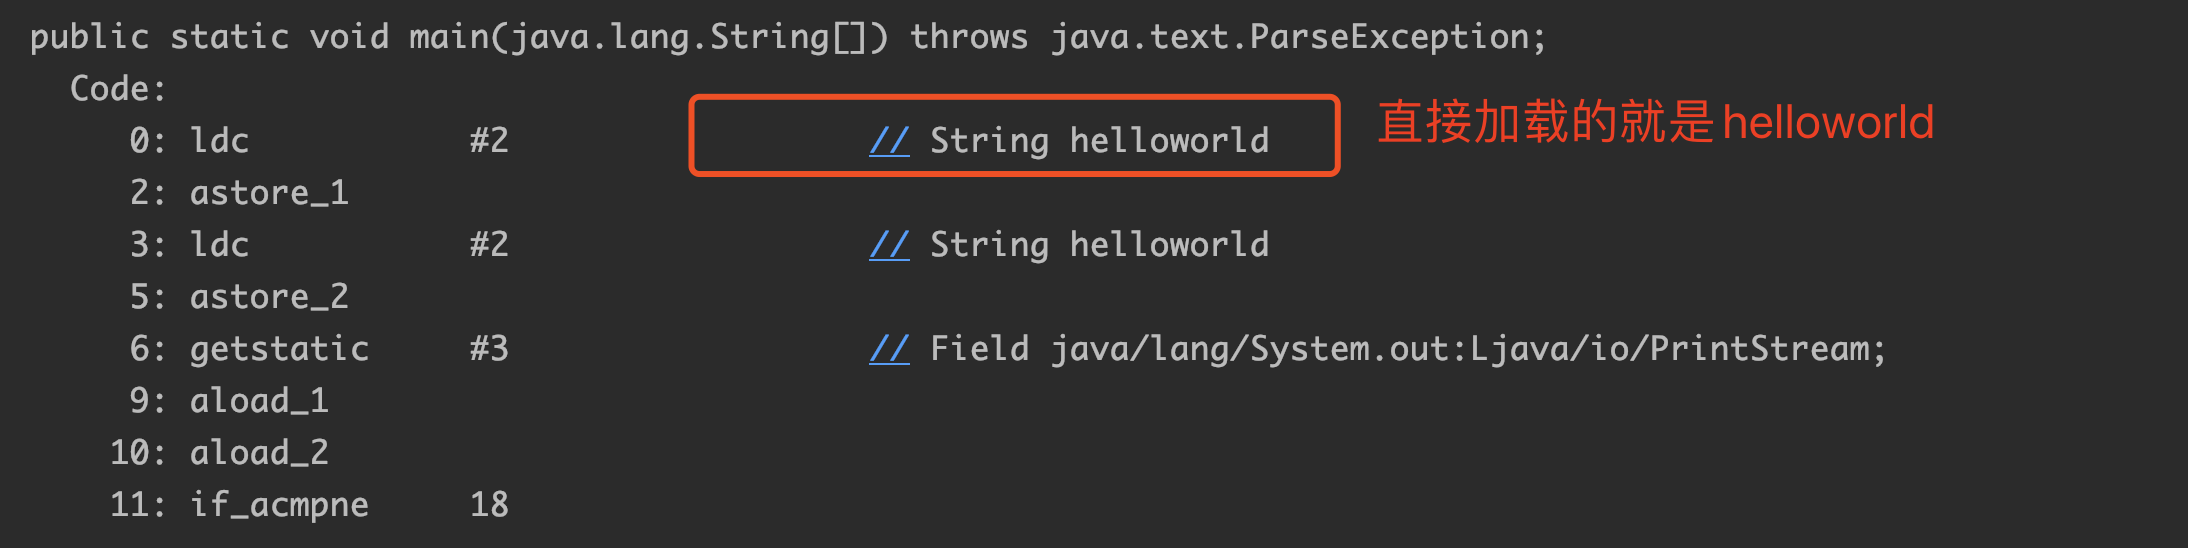 public static void main(java.lang.String[]) throws java.text.ParseException;
Code:
0: ldc #2 // String helloworld 直接加载的就是helloworld
2: astore_1
3: ldc #2 // String helloworld
5: astore_2
6: getstatic #3 // Field java/lang/System.out:Ljava/io/PrintStream;
9: aload_1
10: aload_2
11: if_acmpne 18